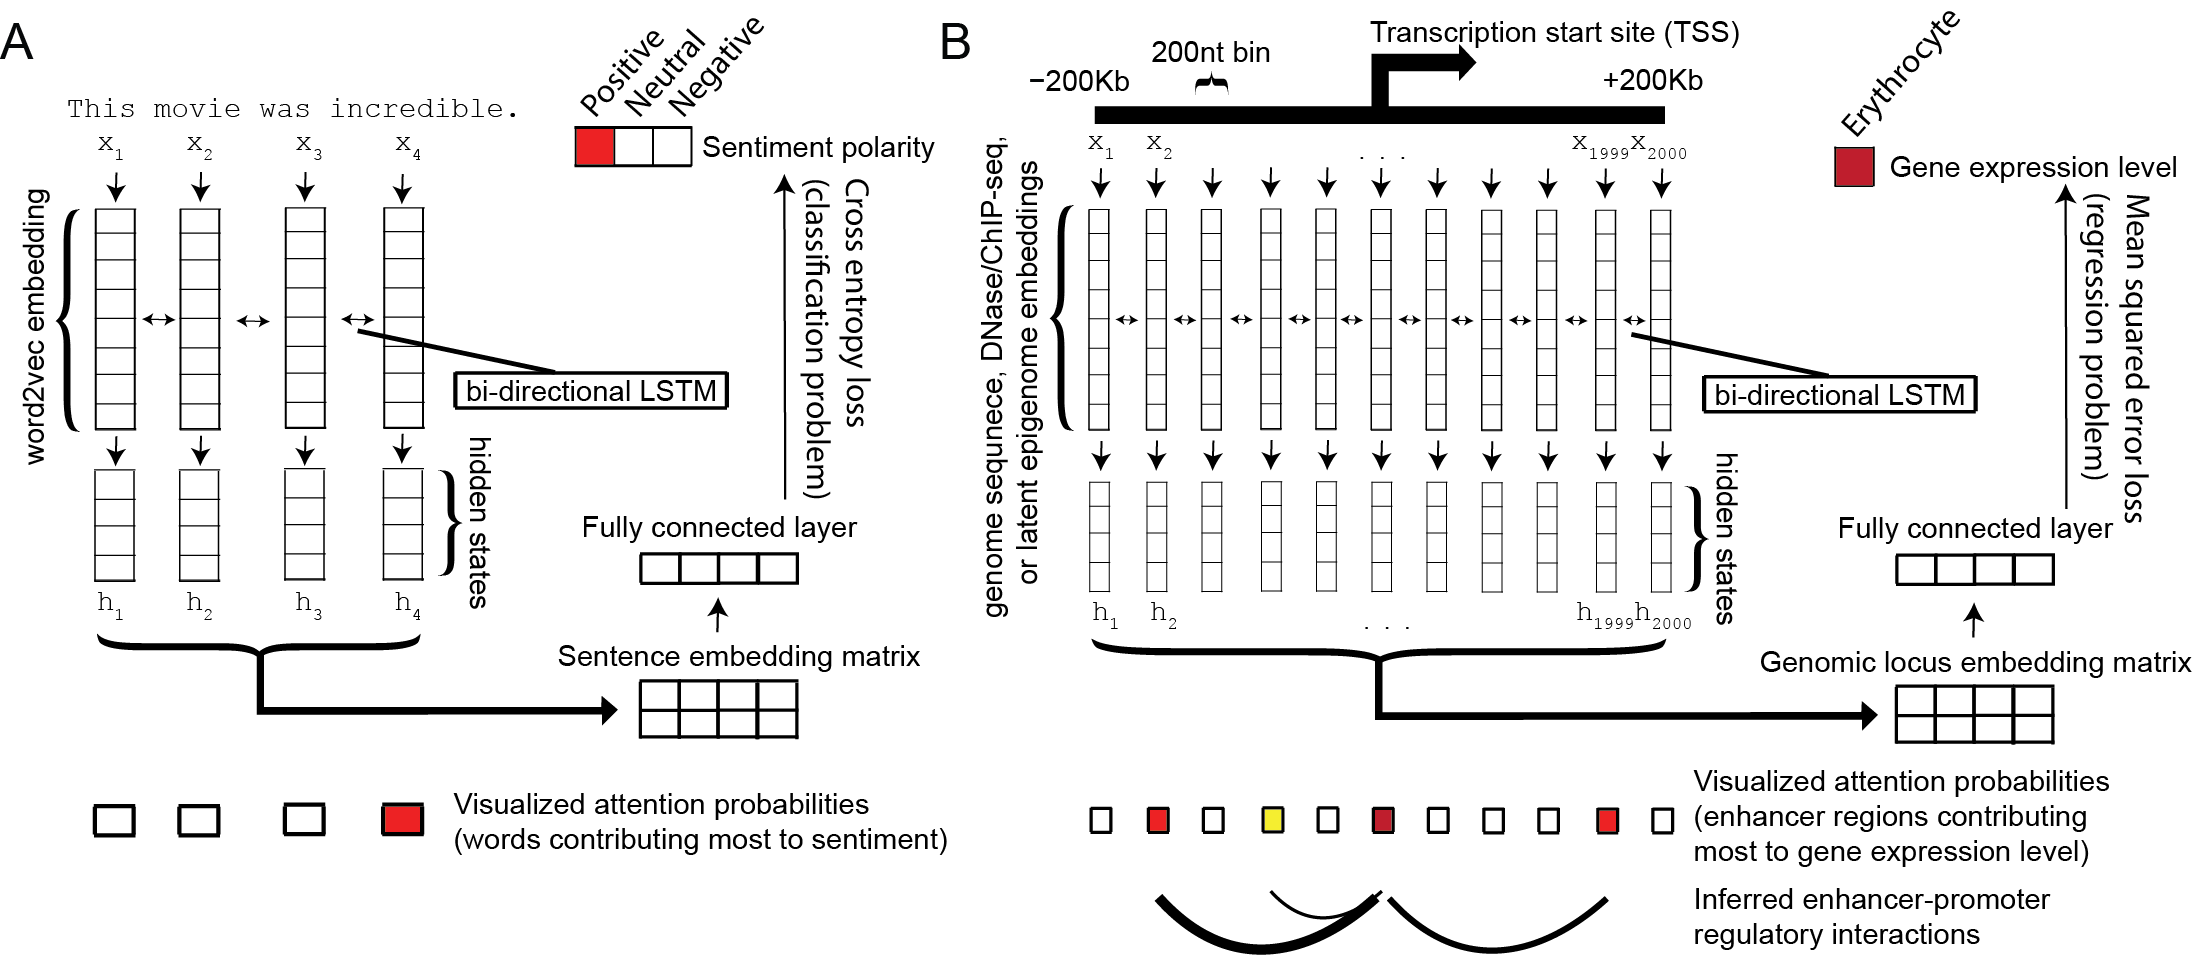 A
This movie was incredible.
x1 x2 x3 x4
word2vec embedding
bi-directional LSTM
hidden states
h1 h2 h3 h4
Positive
Neutral
Negative
Sentiment polarity
Cross entropy loss
(classification problem)
Fully connected layer
Sentence embedding matrix
Visualized attention probabilities
(words contributing most to sentiment)
B
Transcription start site (TSS)
200nt bin
−200Kb
+200Kb
x1 x2 . . . x1999 x2000
genome sequnece, DNase/ChIP-seq,
or latent epigenome embeddings
bi-directional LSTM
hidden states
h1 h2 . . . h1999 h2000
Erythrocyte
Gene expression level
Mean squared error loss
(regression problem)
Fully connected layer
Genomic locus embedding matrix
Visualized attention probabilities
(enhancer regions contributing
most to gene expression level)
Inferred enhancer-promoter
regulatory interactions